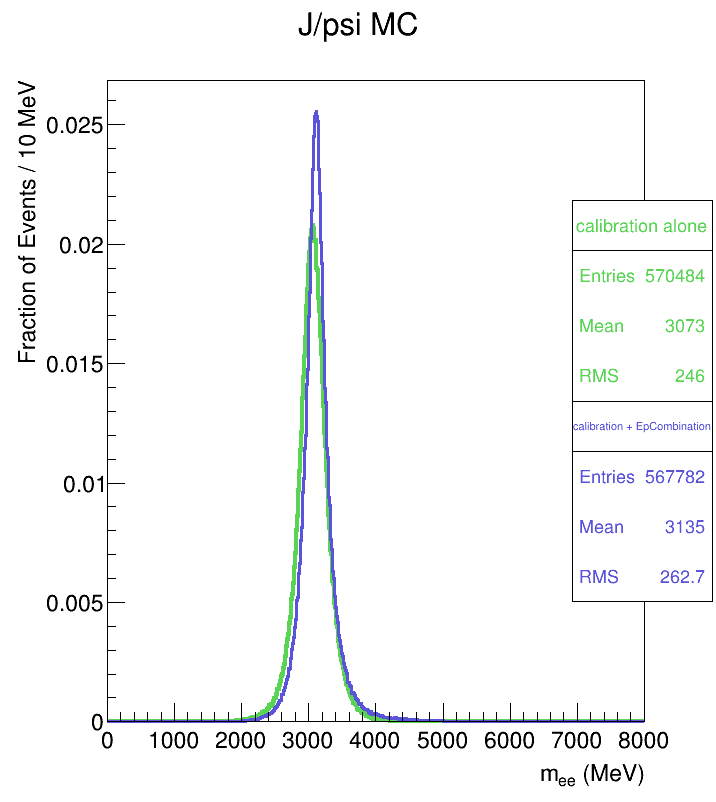 J/psi MC
Fraction of Events / 10 MeV
0.025
0.02
0.015
0.01
0.005
0
0 1000 2000 3000 4000 5000 6000 7000 8000
m_ee (MeV)
calibration alone
Entries 570484
Mean 3073
RMS 246
calibration + EpCombination
Entries 567782
Mean 3135
RMS 262.7